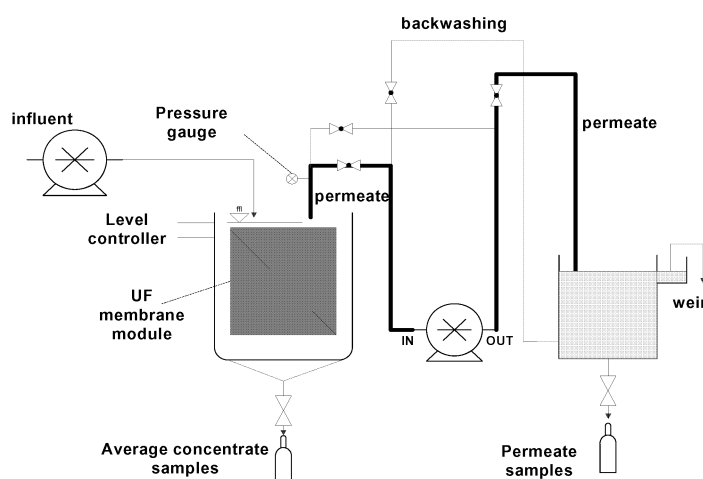 backwashing
Pressure
gauge
influent
permeate
permeate
ffl
Level
controller
UF
membrane
module
weir
IN
OUT
Average concentrate
samples
Permeate
samples